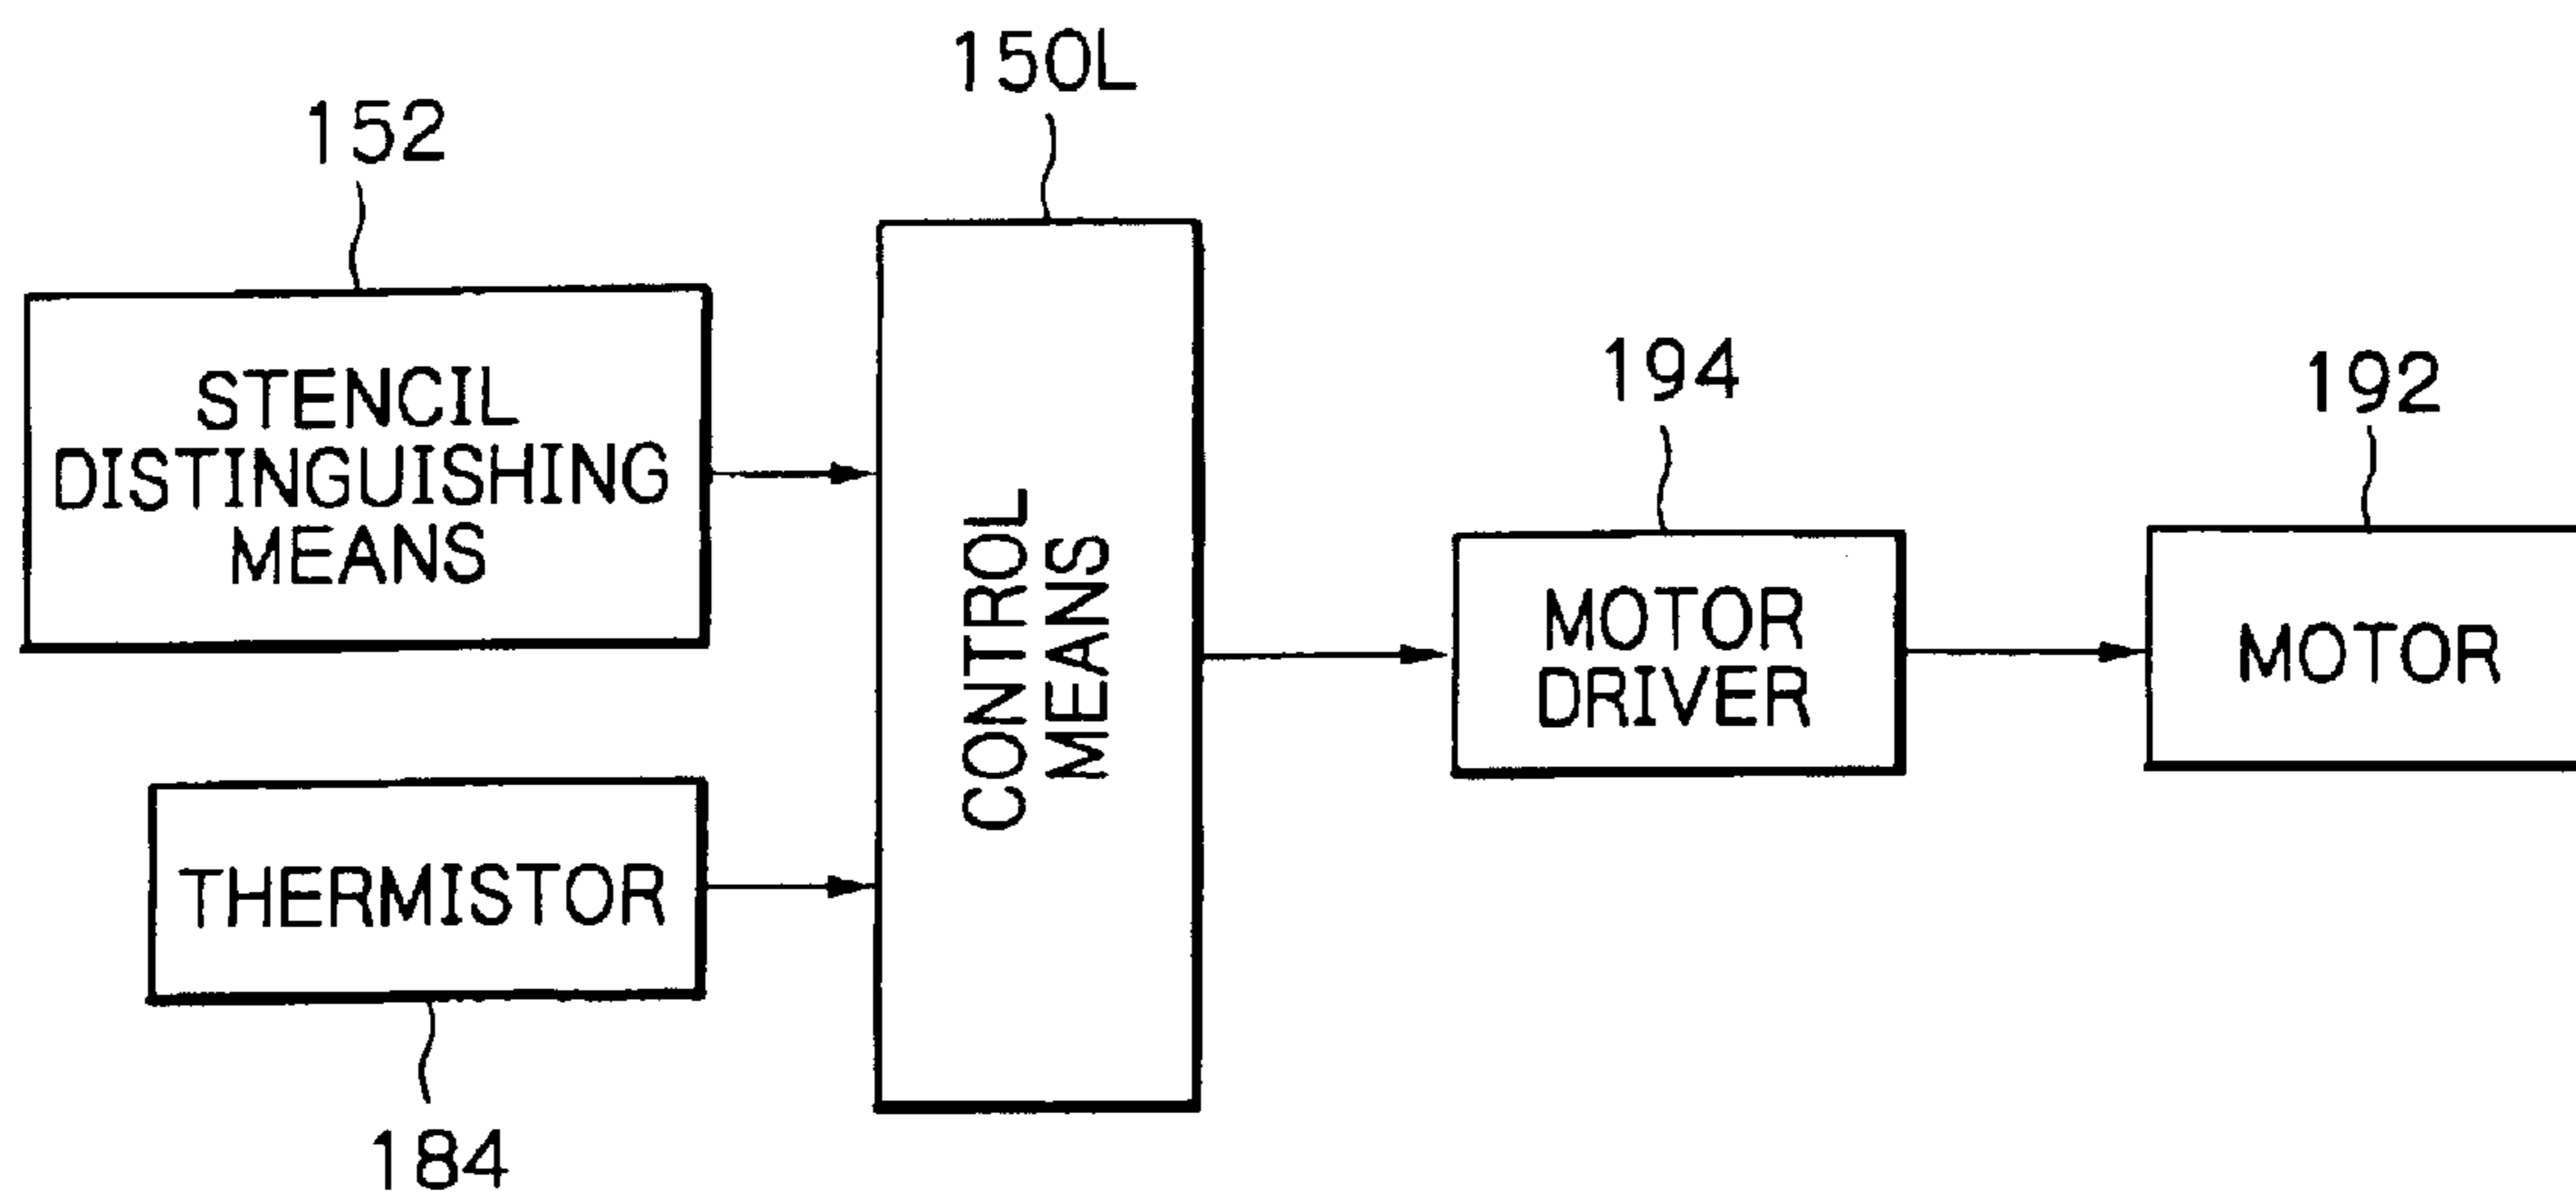 152
150L
STENCIL
DISTINGUISHING
MEANS
THERMISTOR
184
CONTROL
MEANS
194
MOTOR
DRIVER
192
MOTOR